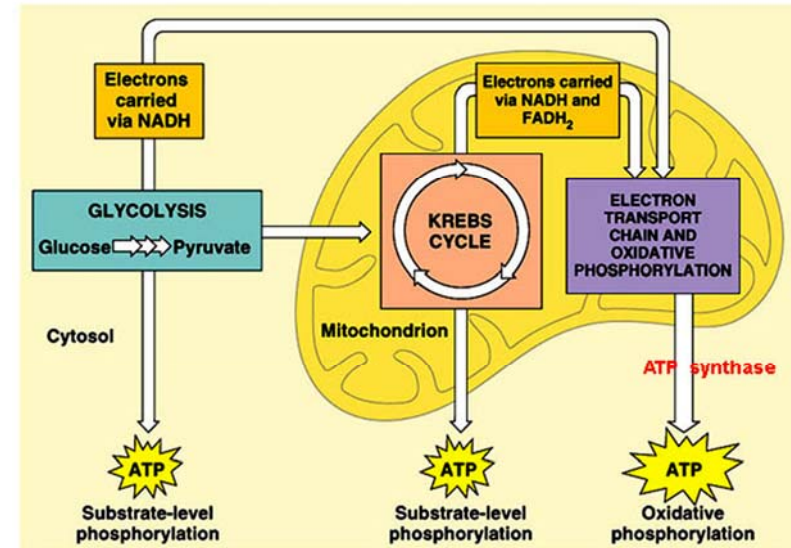 Electrons
carried
via NADH
Electrons carried
via NADH and
FADH₂
GLYCOLYSIS
Glucose Pyruvate
KREBS
CYCLE
ELECTRON
TRANSPORT
CHAIN AND
OXIDATIVE
PHOSPHORYLATION
Cytosol
Mitochondrion
ATP synthase
ATP
Substrate-level
phosphorylation
ATP
Substrate-level
phosphorylation
ATP
Oxidative
phosphorylation